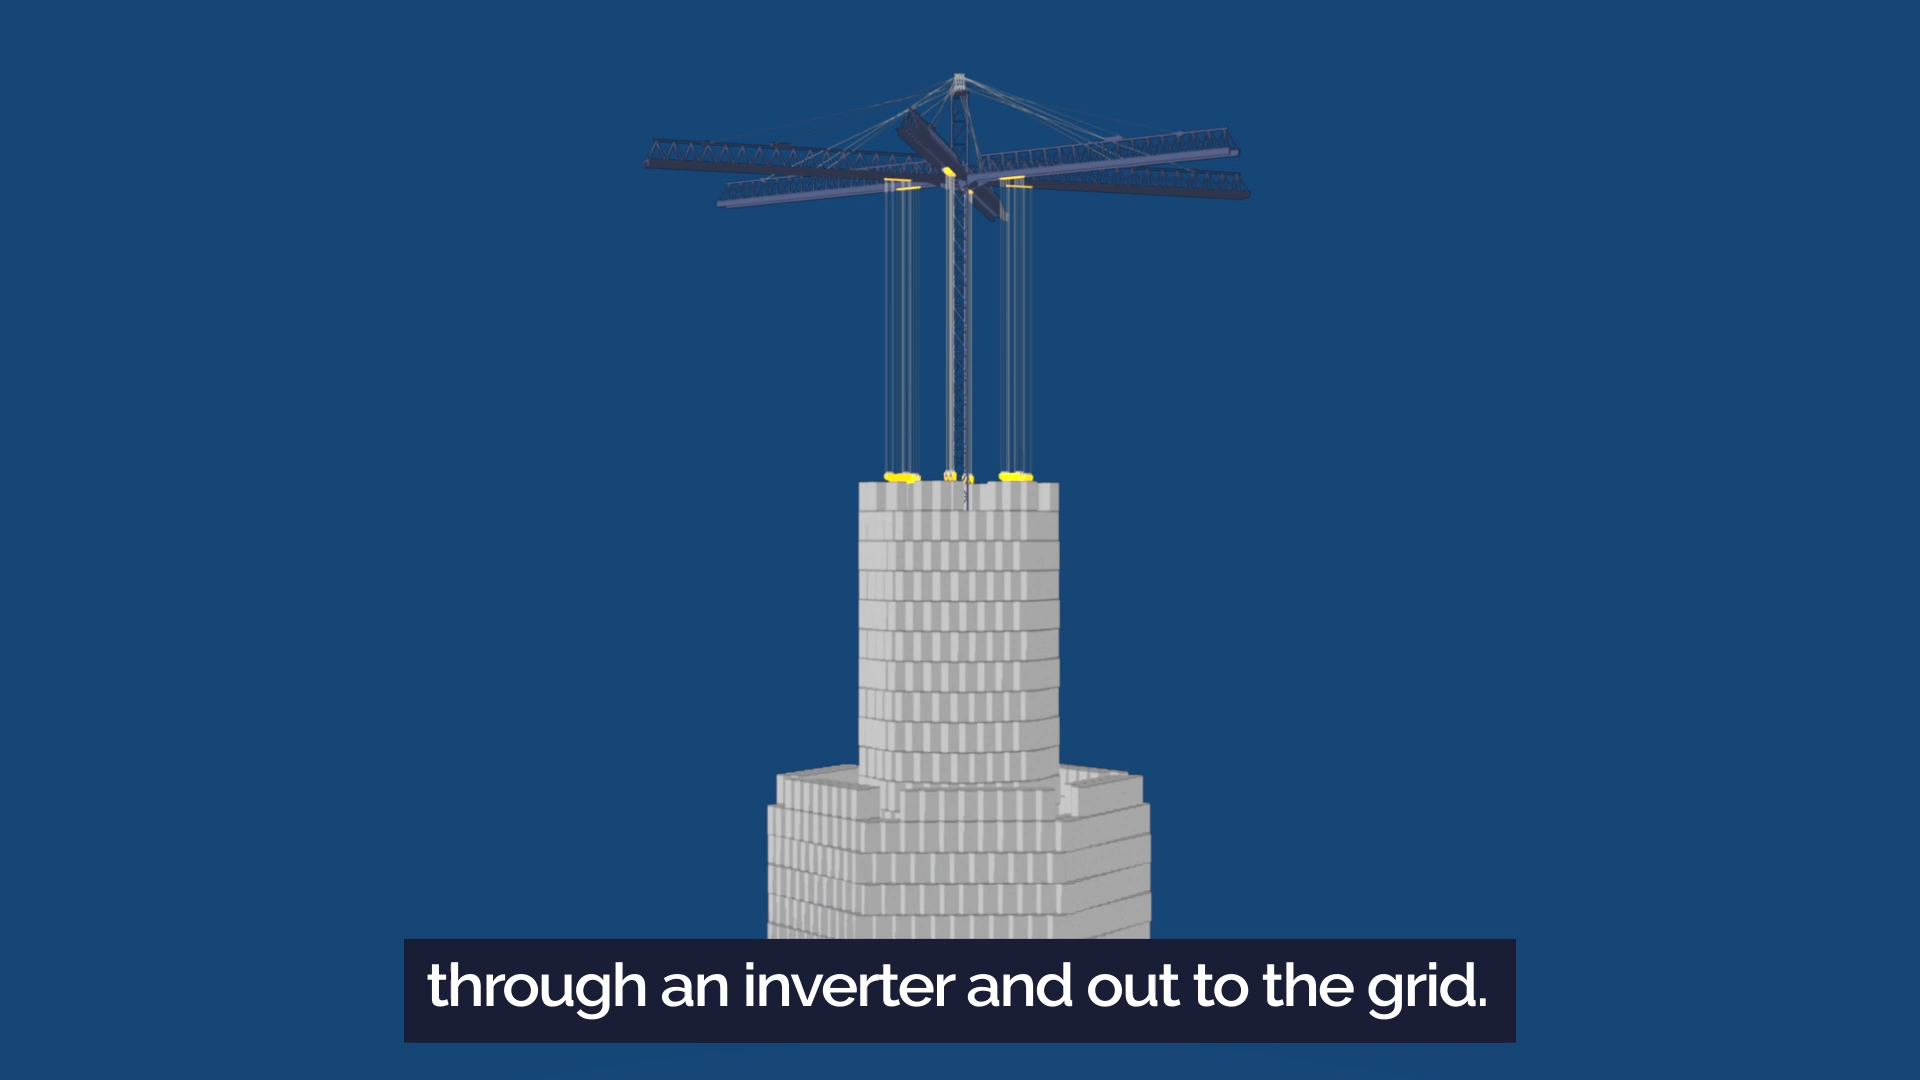 through an inverter and out to the grid.